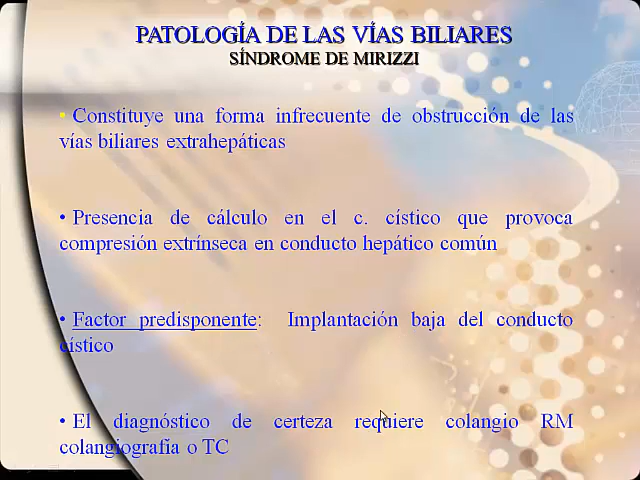 PATOLOGÍA DE LAS VÍAS BILIARES
SÍNDROME DE MIRIZZI
• Constituye una forma infrecuente de obstrucción de las
vías biliares extrahepáticas
• Presencia de cálculo en el c. cístico que provoca
compresión extrínseca en conducto hepático común
• Factor predisponente: Implantación baja del conducto
cístico
• El diagnóstico de certeza requiere colangio RM
colangiografía o TC